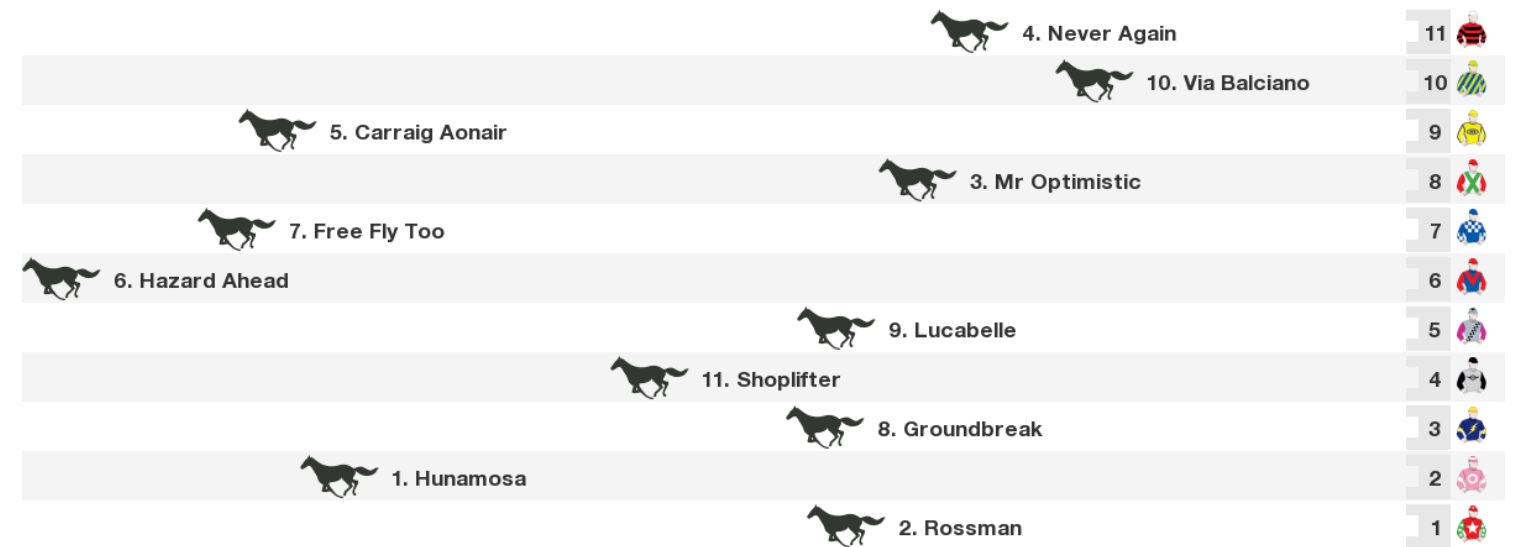 4. Never Again 11
10. Via Balciano 10
5. Carraig Aonair 9
3. Mr Optimistic 8
7. Free Fly Too 7
6. Hazard Ahead 6
9. Lucabelle 5
11. Shoplifter 4
8. Groundbreak 3
1. Hunamosa 2
2. Rossman 1